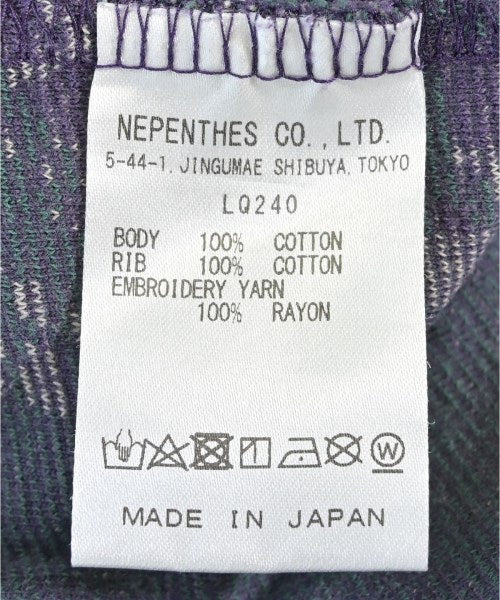 NEPENTHES CO.,LTD.
5-44-1, JINGUMAE SHIBUYA, TOKYO
LQ240
BODY 100% COTTON
RIB 100% COTTON
EMBROIDERY YARN
100% RAYON
W
MADE IN JAPAN